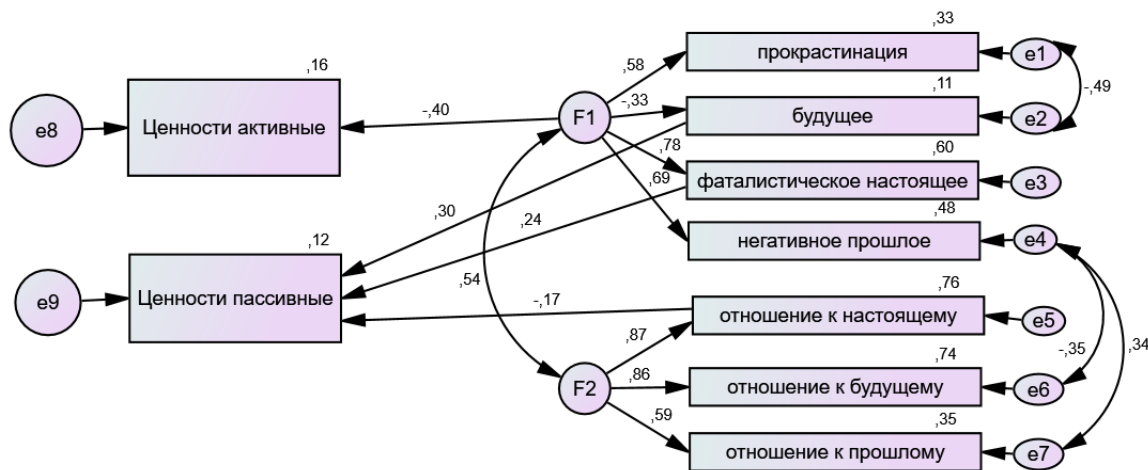 ,33
прокрастинация
e1
,16
,58
-,49
,11
-,33
e8
Ценности активные
-,40
F1
будущее
e2
,78
,60
,69
фаталистическое настоящее
e3
,30
,48
,24
,12
негативное прошлое
e4
,54
,76
e9
Ценности пассивные
-,17
отношение к настоящему
e5
,87
-,35
,34
,74
F2
,86
отношение к будущему
e6
,59
,35
отношение к прошлому
e7